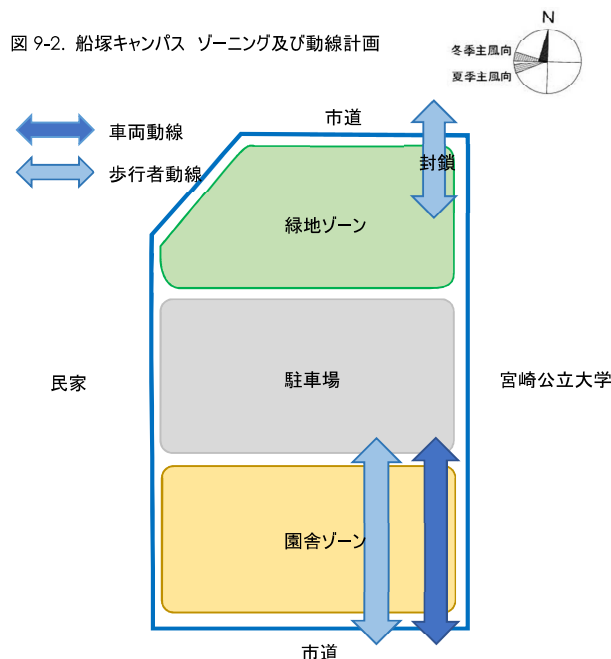 図 9-2. 船塚キャンパス ゾーニング及び動線計画
N
冬季主風向
夏季主風向
車両動線
歩行者動線
市道
封鎖
緑地ゾーン
民家
駐車場
宮崎公立大学
園舎ゾーン
市道